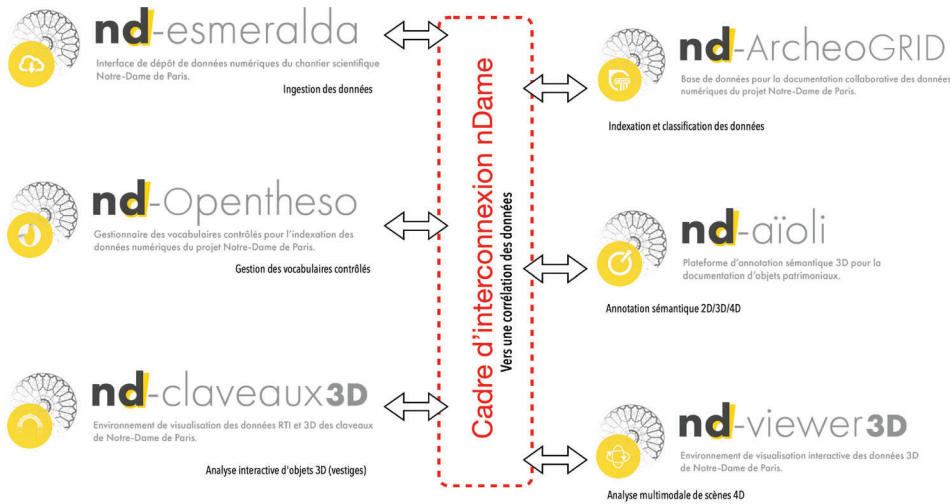 nd-esmeralda
Interface de dépôt de données numériques du chantier scientifique
Notre-Dame de Paris.
Ingestion des données
nd-Opentheso
Gestionnaire des vocabulaires contrôlés pour l'indexation des
données numériques du projet Notre-Dame de Paris.
Gestion des vocabulaires contrôlés
nd-claveaux3D
Environnement de visualisation des données RTI et 3D des claveaux
de Notre-Dame de Paris.
Analyse interactive d'objets 3D (vestiges)
Cadre d'interconnexion nDame
Vers une corrélation des données
nd-ArcheoGRID
Base de données pour la documentation collaborative des données
numériques du projet Notre-Dame de Paris.
Indexation et classification des données
nd-aïoli
Plateforme d'annotation sémantique 3D pour la
documentation d'objets patrimoniaux.
Annotation sémantique 2D/3D/4D
nd-viewer3D
Environnement de visualisation interactive des données 3D
de Notre-Dame de Paris.
Analyse multimodale de scènes 4D